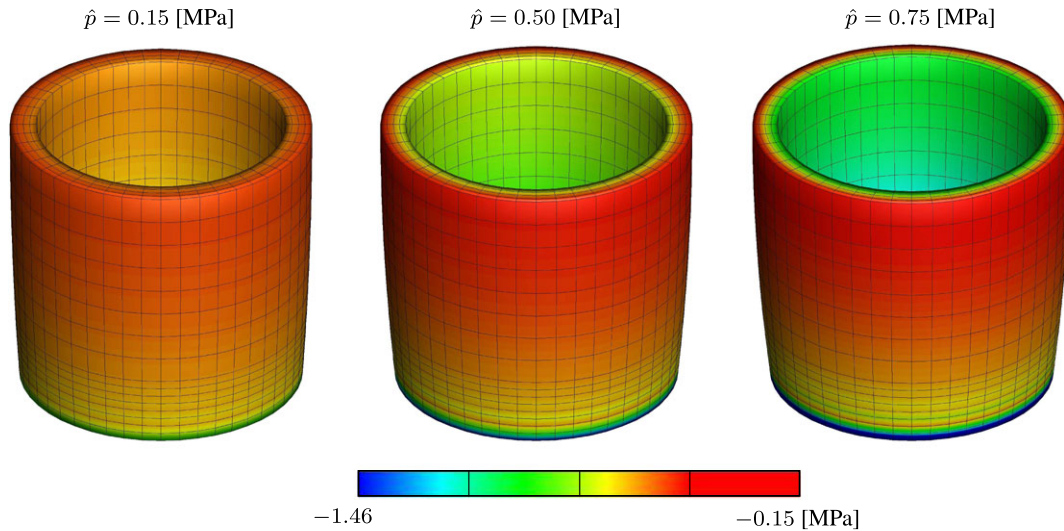 p̂ = 0.15 [MPa]
p̂ = 0.50 [MPa]
p̂ = 0.75 [MPa]
−1.46
−0.15 [MPa]